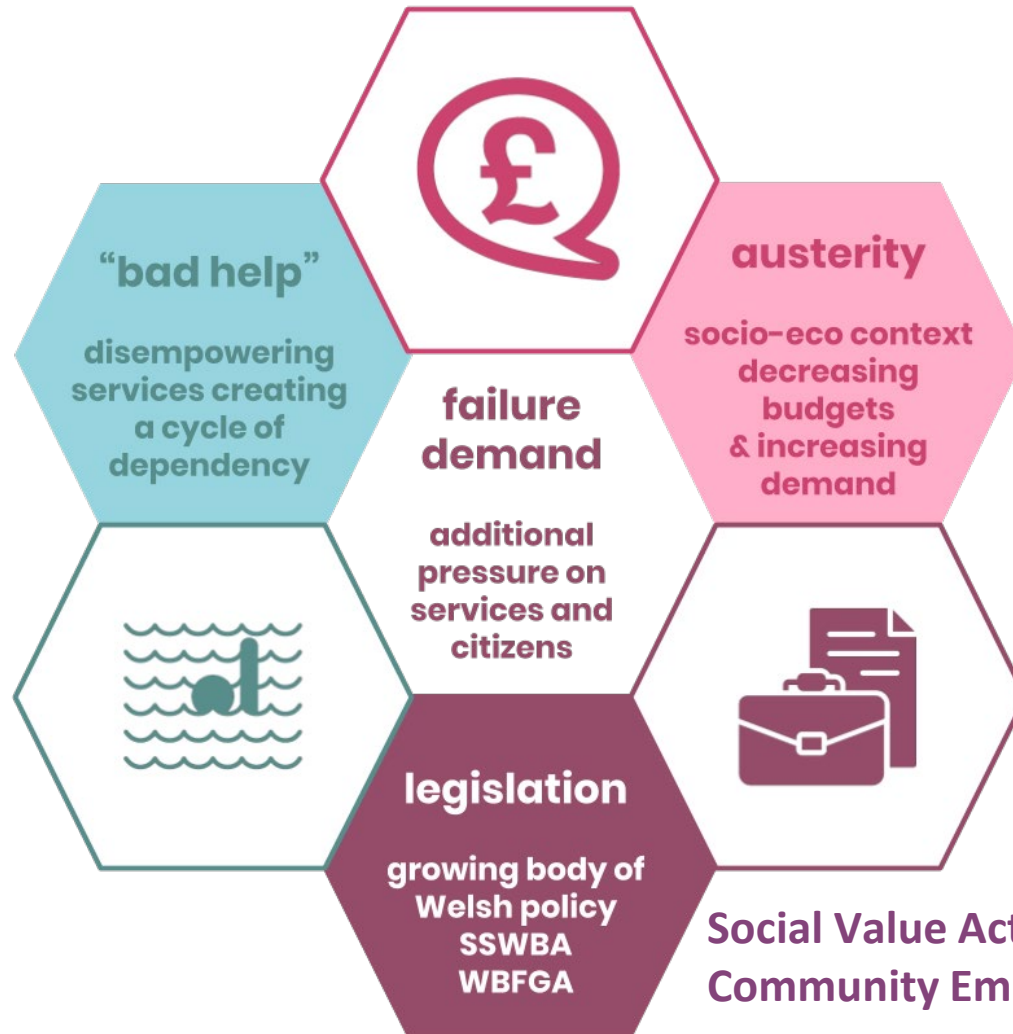 £
“bad help”
disempowering
services creating
a cycle of
dependency
austerity
socio-eco context
decreasing
budgets
& increasing
demand
failure
demand
additional
pressure on
services and
citizens
legislation
growing body of
Welsh policy
SSWBA
WBFGA
Social Value Act
Community Em